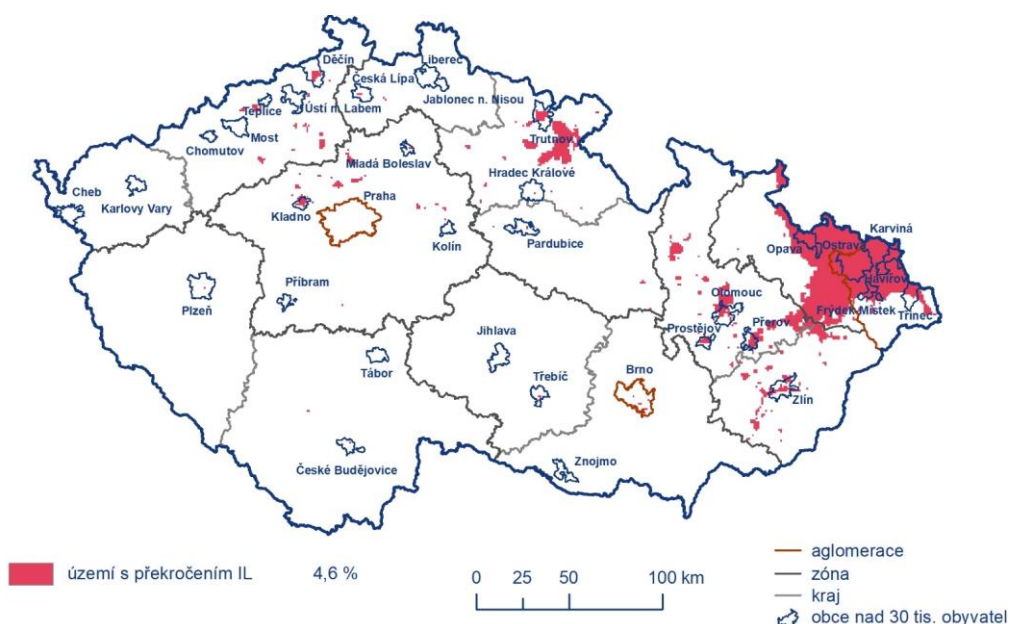 Děčín
Liberec
Česká Lípa
Teplice
Ústí n. Labem
Jablonec n. Nisou
Most
Trutnov
Chomutov
Mladá Boleslav
Hradec Králové
Cheb
Praha
Karlovy Vary
Kladno
Karviná
Kolín
Pardubice
Opava
Ostrava
Havířov
Příbram
Plzeň
Olomouc
Frýdek Místek
Třinec
Prostějov
Přerov
Jihlava
Tábor
Třebíč
Brno
Zlín
České Budějovice
Znojmo
území s překročením IL 4,6 %
0 25 50 100 km
aglomerace
zóna
kraj
obce nad 30 tis. obyvatel